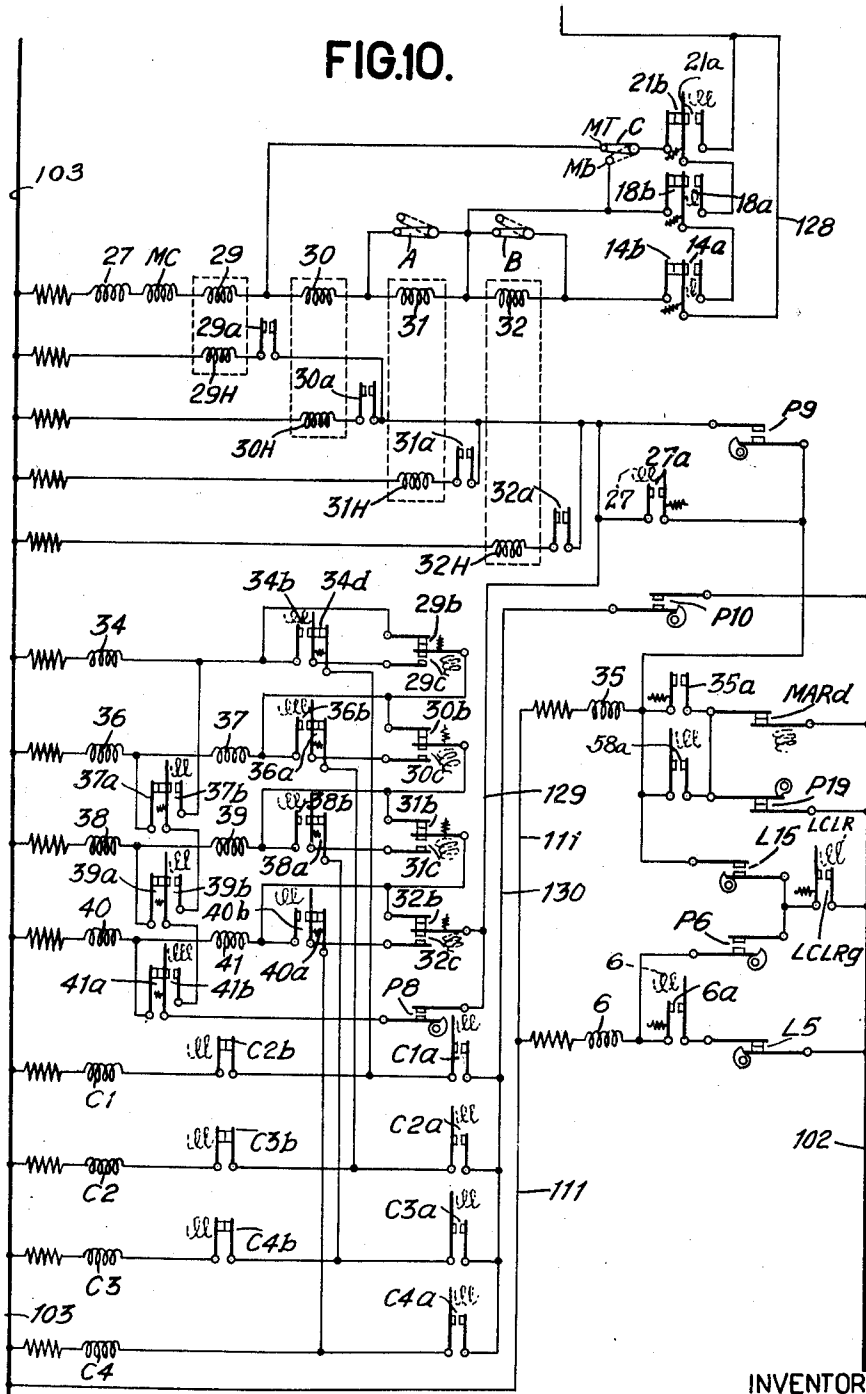 FIG.10.
21a
21b
MT
C
Mb
103
18b
18a
128
27
MC
29
30
A
B
14b
14a
31
32
29a
29H
30a
P9
30H
31a
27
27a
31H
32a
32H
34b
34d
29b
P10
34
29c
35
35a
MARd
36
37
36b
30b
36a
30c
58a
37a
37b
38b
129
P19
38
39
31b
111
LCLR
38a
31c
L15
39a
39b
40b
32b
130
40
41
40a
32c
P6
LCLRg
41a
41b
P8
6
6a
6
L5
C2b
C1a
C1
C3b
C2a
102
C2
111
C4b
C3a
C3
C4a
103
C4
INVENTOR